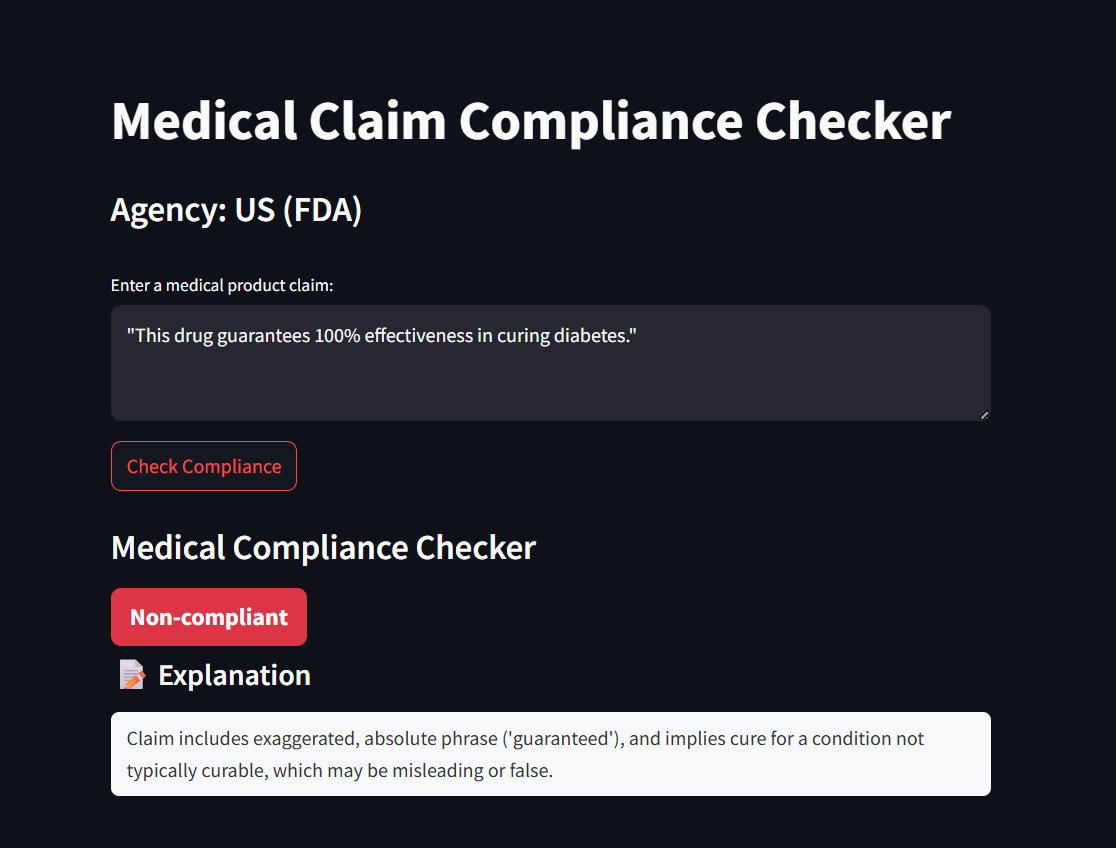 Medical Claim Compliance Checker
Agency: US (FDA)
Enter a medical product claim:
"This drug guarantees 100% effectiveness in curing diabetes."
Check Compliance
Medical Compliance Checker
Non-compliant
Explanation
Claim includes exaggerated, absolute phrase ('guaranteed'), and implies cure for a condition not
typically curable, which may be misleading or false.